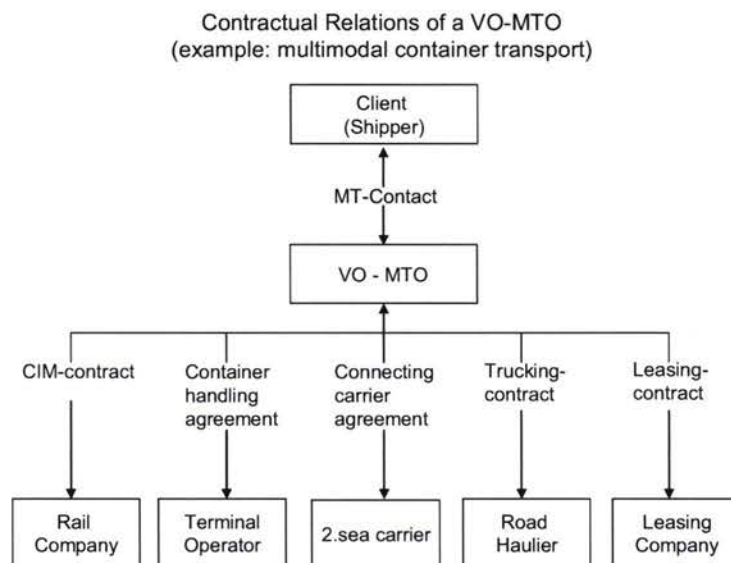 Contractual Relations of a VO-MTO
(example: multimodal container transport)
Client
(Shipper)
MT-Contact
VO - MTO
CIM-contract
Container
handling
agreement
Connecting
carrier
agreement
Trucking-
contract
Leasing-
contract
Rail
Company
Terminal
Operator
2.sea carrier
Road
Haulier
Leasing
Company